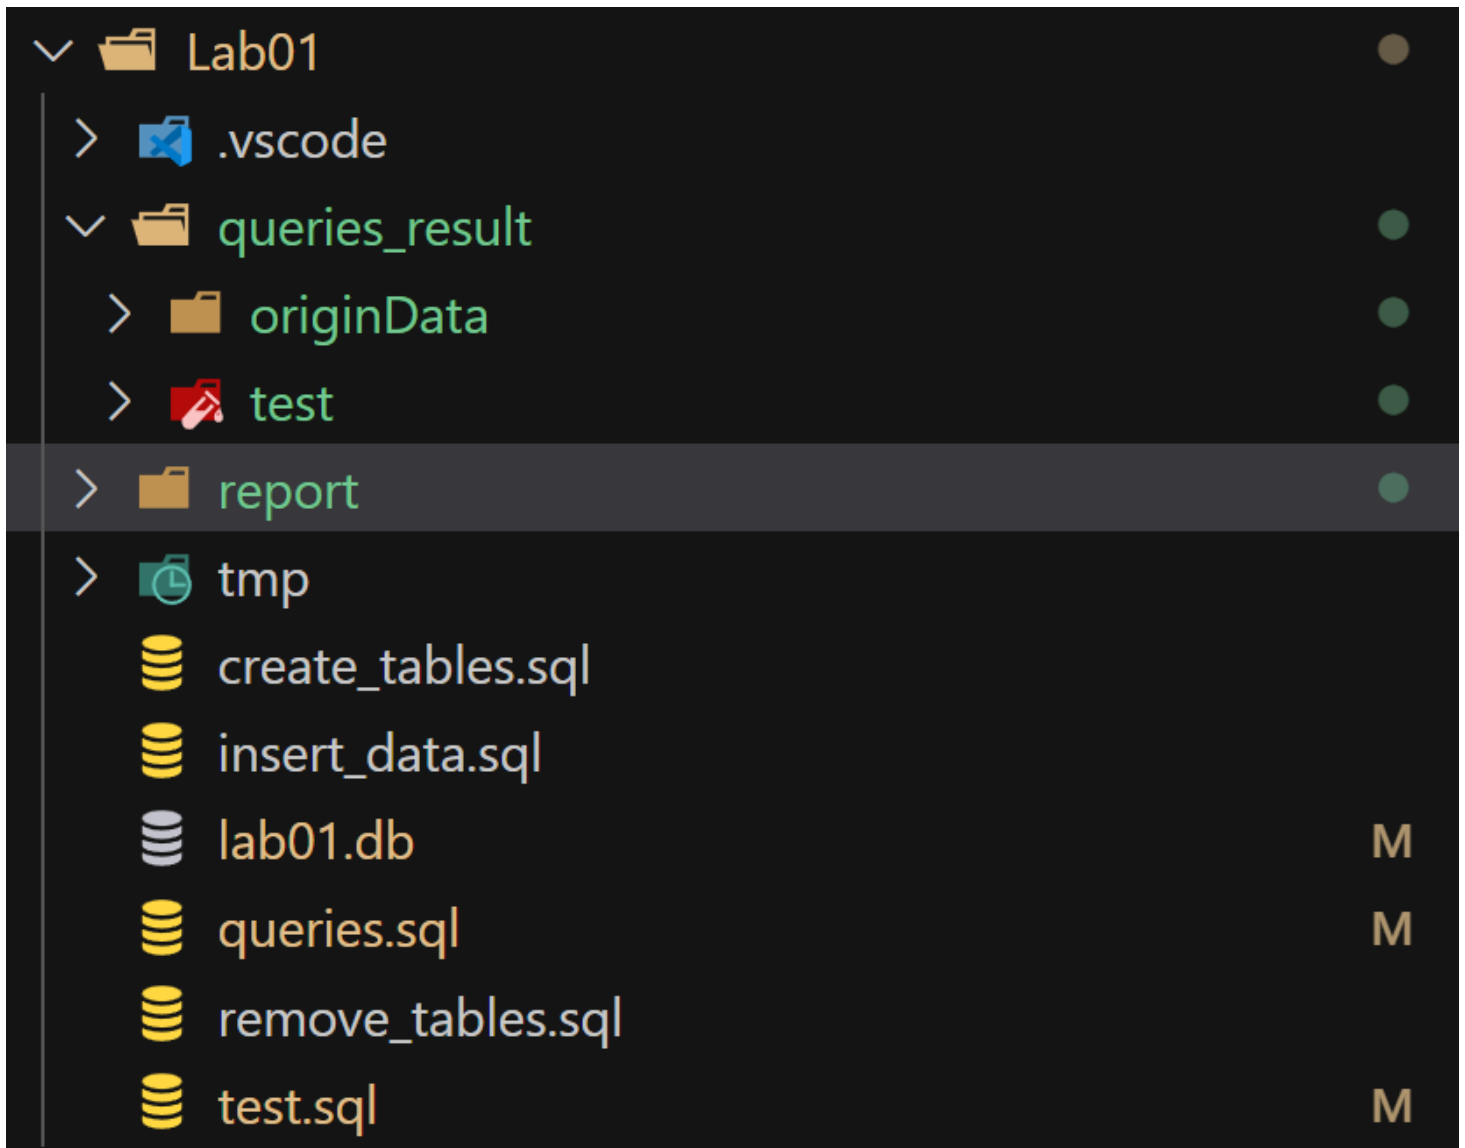 Lab01
.vscode
queries_result
originData
test
report
tmp
create_tables.sql
insert_data.sql
lab01.db M
queries.sql M
remove_tables.sql
test.sql M